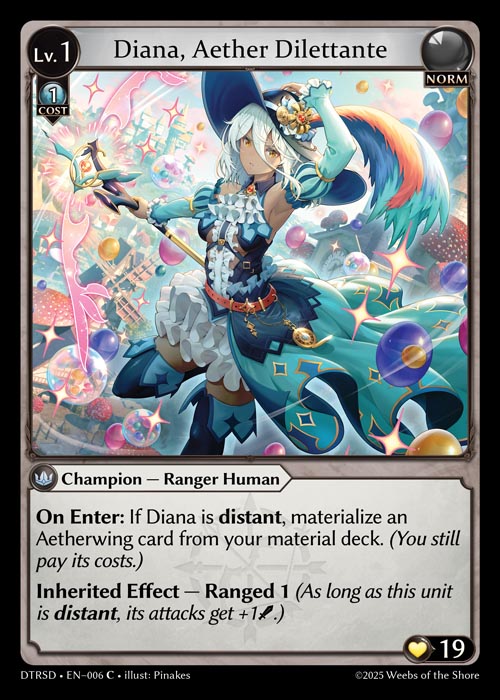 Lv. 1
Diana, Aether Dilettante
NORM
1
COST
Champion — Ranger Human
On Enter: If Diana is distant, materialize an
Aetherwing card from your material deck. (You still
pay its costs.)
Inherited Effect — Ranged 1 (As long as this unit
is distant, its attacks get +1.)
19
DTRSD • EN–006 C • illust: Pinakes
©2025 Weebs of the Shore